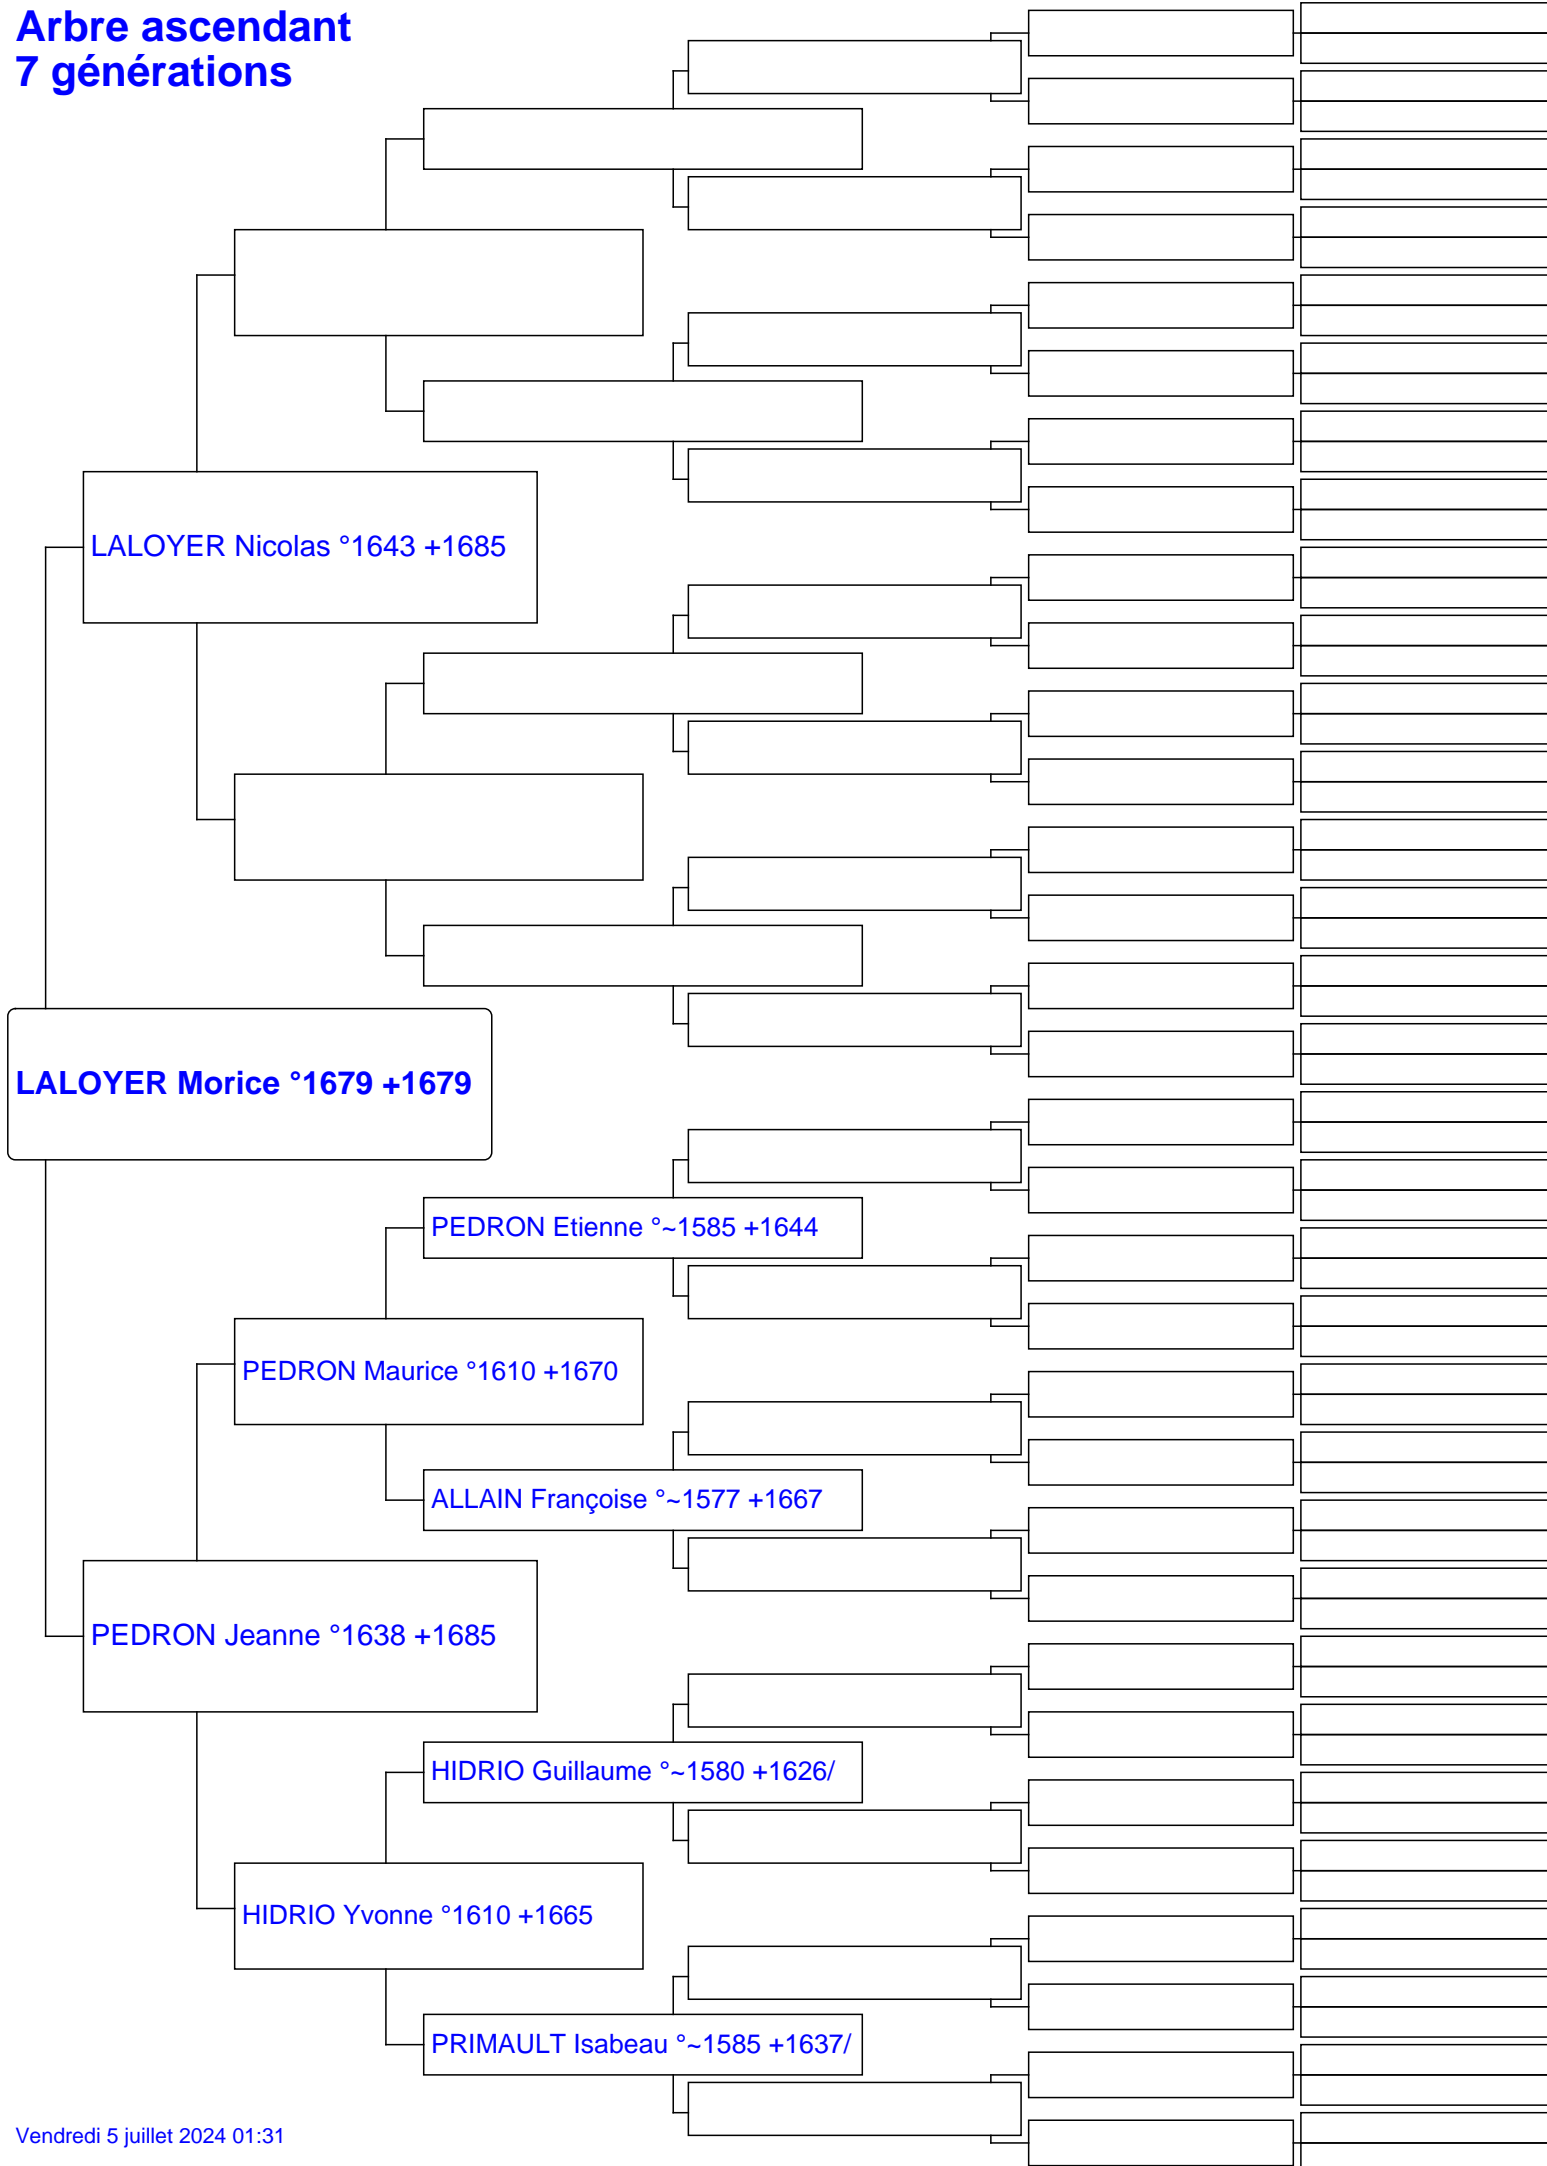 Arbre ascendant
7 générations
LALOYER Nicolas °1643 +1685
LALOYER Morice °1679 +1679
PEDRON Etienne °~1585 +1644
PEDRON Maurice °1610 +1670
ALLAIN Françoise °~1577 +1667
PEDRON Jeanne °1638 +1685
HIDRIO Guillaume °~1580 +1626/
HIDRIO Yvonne °1610 +1665
PRIMAULT Isabeau °~1585 +1637/
Vendredi 5 juillet 2024 01:31